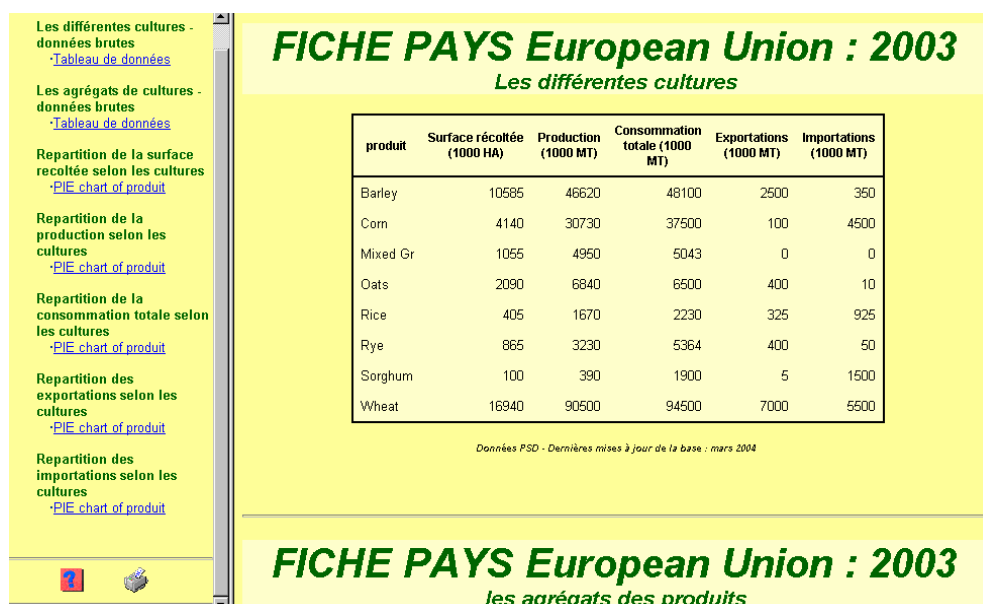 Les différentes cultures -
données brutes
·Tableau de données
Les agrégats de cultures -
données brutes
·Tableau de données
Repartition de la surface
recoltée selon les cultures
·PIE chart of produit
Repartition de la
production selon les
cultures
·PIE chart of produit
Repartition de la
consommation totale selon
les cultures
·PIE chart of produit
Repartition des
exportations selon les
cultures
·PIE chart of produit
Repartition des
importations selon les
cultures
·PIE chart of produit
?
FICHE PAYS European Union : 2003
Les différentes cultures
produit Surface récoltée (1000 HA) Production (1000 MT) Consommation totale (1000 MT) Exportations (1000 MT) Importations (1000 MT)
Barley 10585 46620 48100 2500 350
Corn 4140 30730 37500 100 4500
Mixed Gr 1055 4950 5043 0 0
Oats 2090 6840 6500 400 10
Rice 405 1670 2230 325 925
Rye 865 3230 5364 400 50
Sorghum 100 390 1900 5 1500
Wheat 16940 90500 94500 7000 5500
Données PSD - Dernières mises à jour de la base : mars 2004
FICHE PAYS European Union : 2003
les agrégats des produits